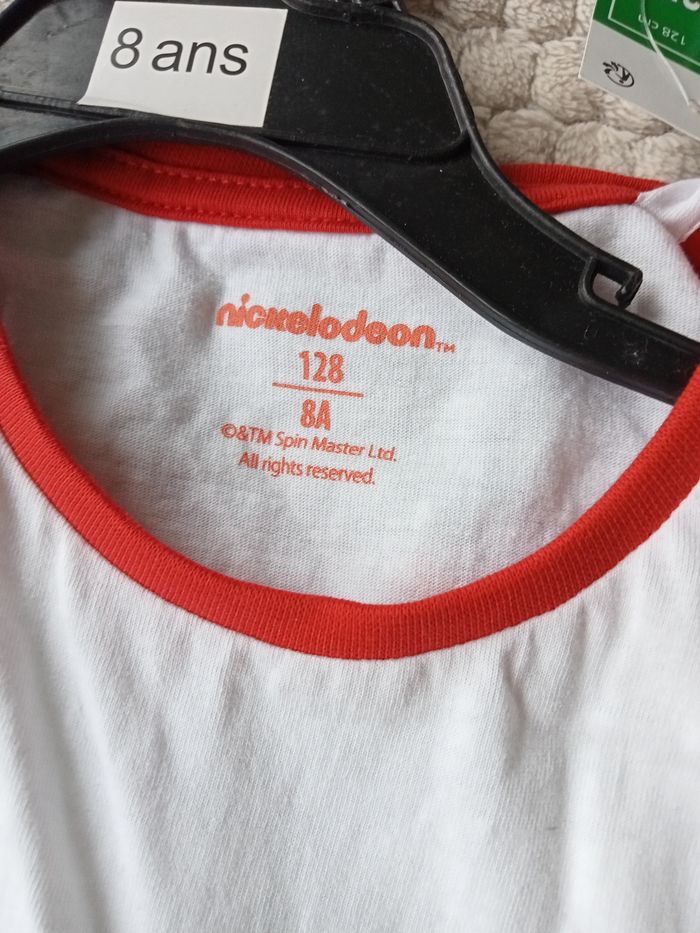 8 ans
128 cm
nickelodeon™
128
8A
©&TM Spin Master Ltd.
All rights reserved.